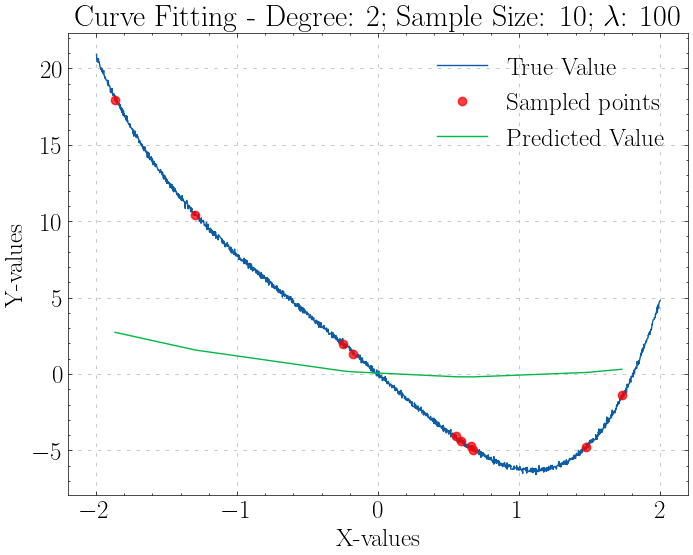 Curve Fitting - Degree: 2; Sample Size: 10; λ: 100
True Value
Sampled points
Predicted Value
Y-values
20
15
10
5
0
−5
−2
−1
0
1
2
X-values